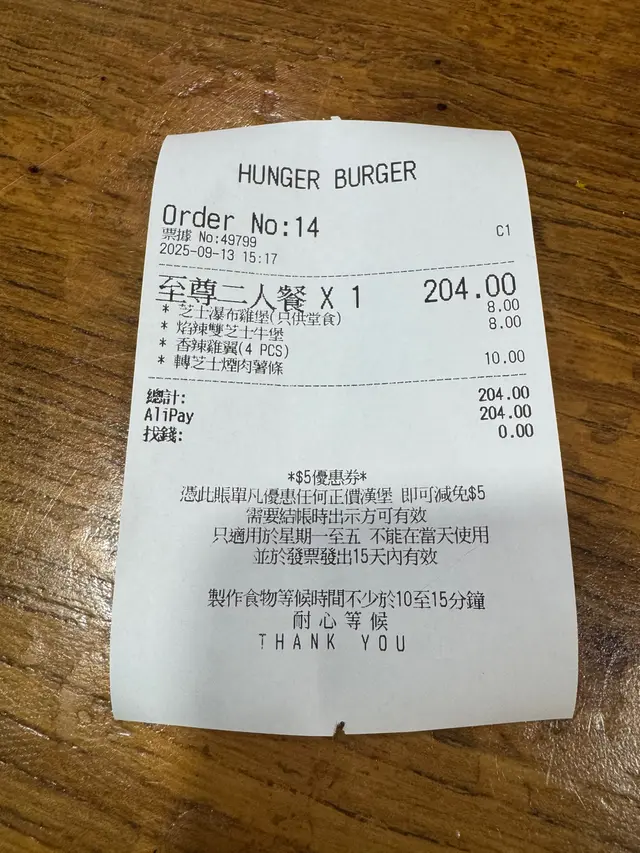 HUNGER BURGER
Order No:14
票據 No:49799 C1
2025-09-13 15:17
至尊二人餐 X 1 204.00
* 芝士瀑布雞堡(只供堂食) 8.00
* 焰辣雙芝士牛堡 8.00
* 香辣雞翼(4 PCS)
* 轉芝士煙肉薯條 10.00
總計: 204.00
AliPay 204.00
找錢: 0.00
*$5優惠券*
憑此賬單凡優惠任何正價漢堡 即可減免$5
需要結帳時出示方可有效
只適用於星期一至五 不能在當天使用
並於發票發出15天內有效
製作食物等候時間不少於10至15分鐘
耐心等候
THANK YOU